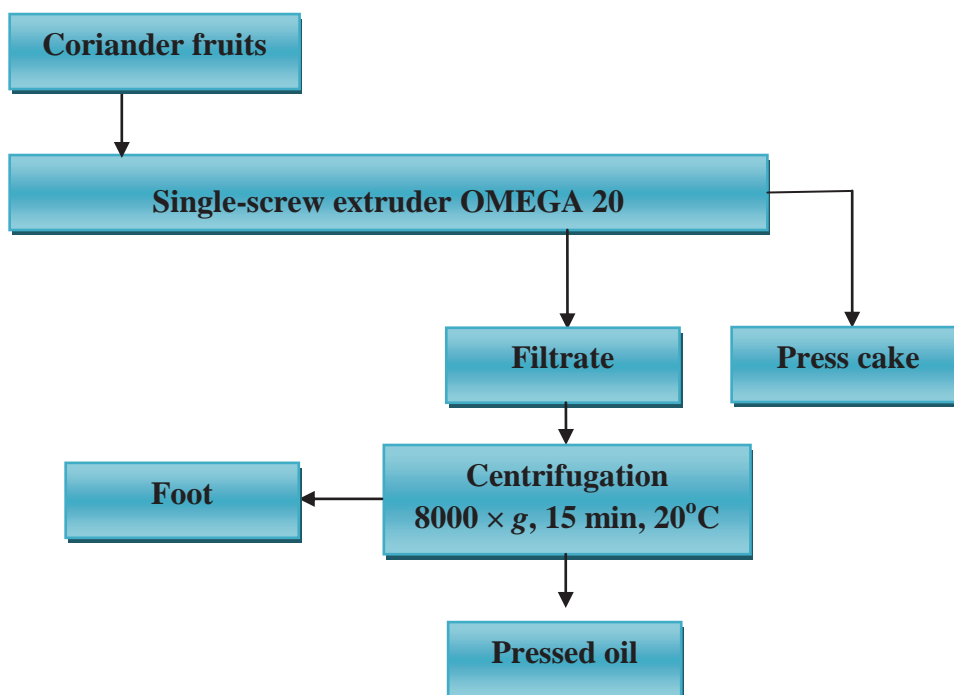 Coriander fruits
Single-screw extruder OMEGA 20
Filtrate
Press cake
Centrifugation
8000 × g, 15 min, 20°C
Foot
Pressed oil